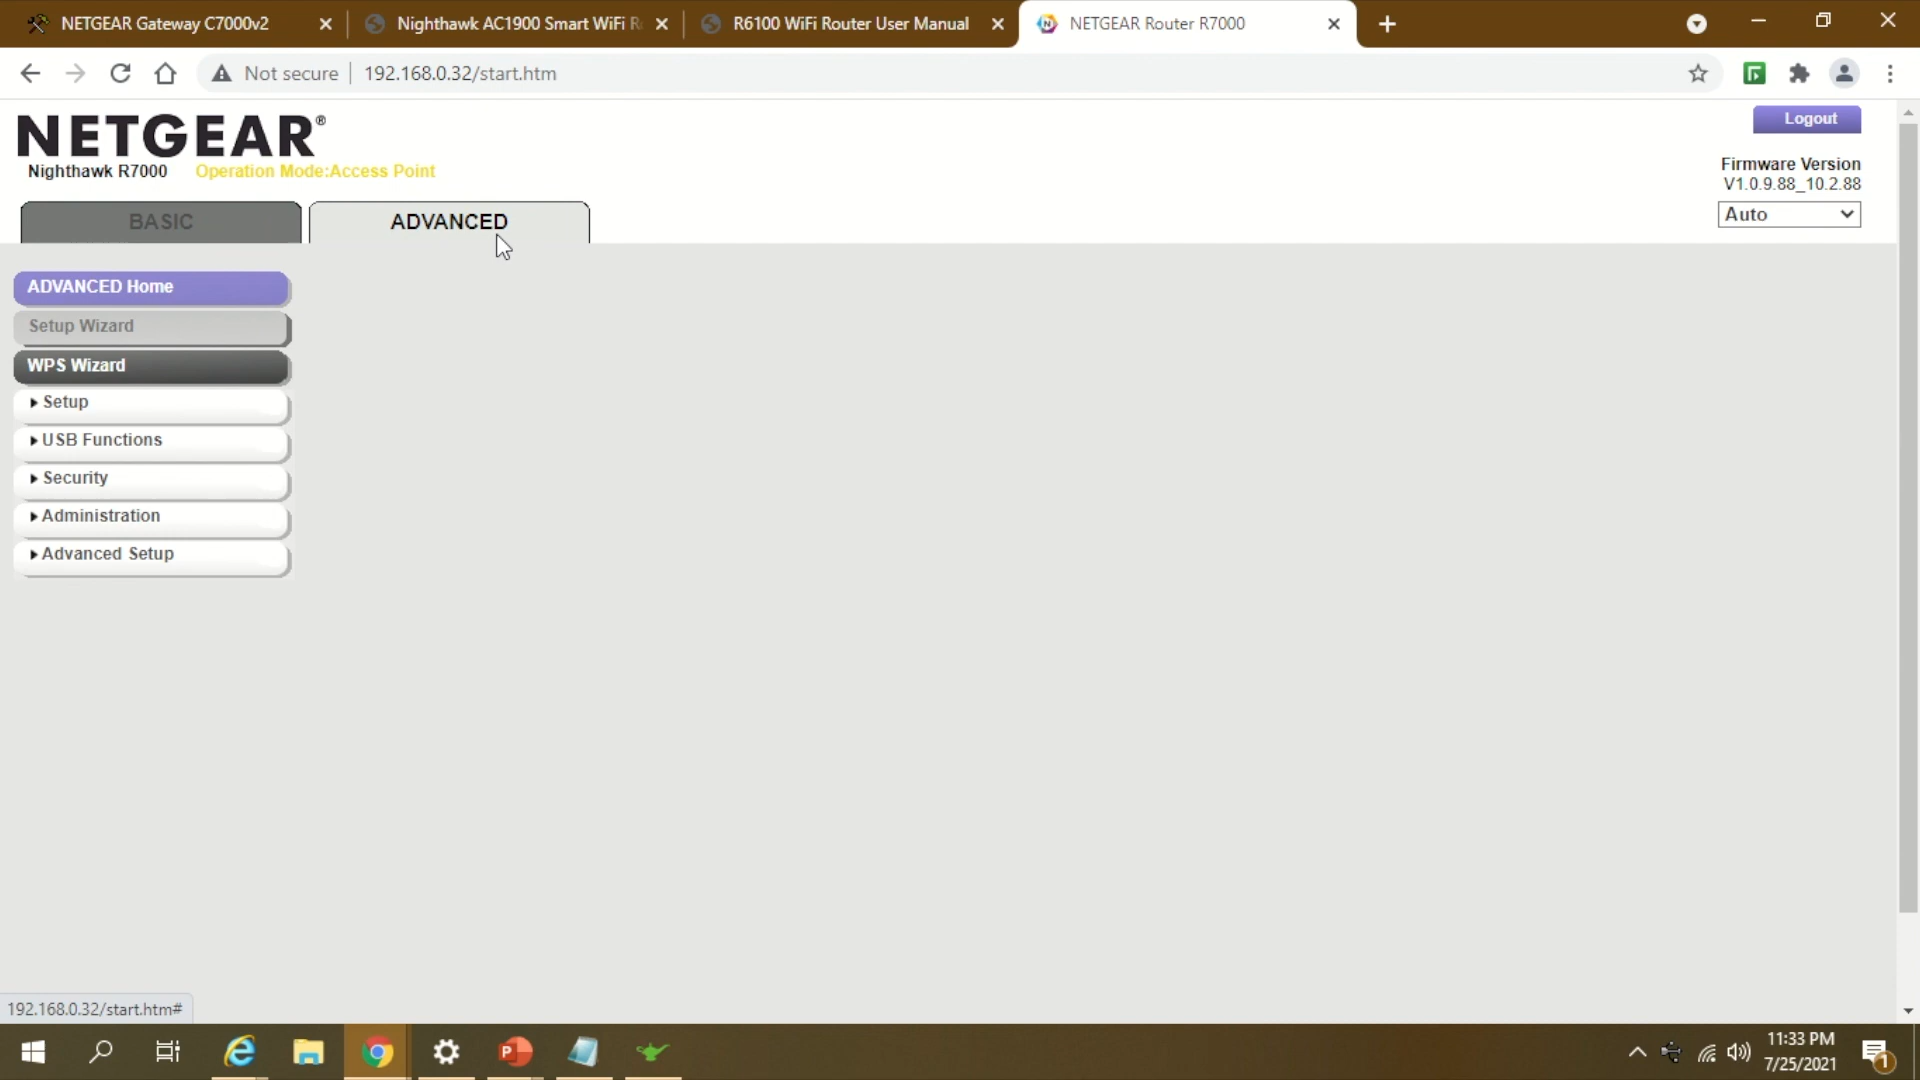 NETGEAR Gateway C7000v2
Nighthawk AC1900 Smart WiFi R
R6100 WiFi Router User Manual
NETGEAR Router R7000
Not secure
192.168.0.32/start.htm
NETGEAR®
Nighthawk R7000
Operation Mode:Access Point
Logout
Firmware Version
V1.0.9.88_10.2.88
Auto
BASIC
ADVANCED
ADVANCED Home
Setup Wizard
WPS Wizard
Setup
USB Functions
Security
Administration
Advanced Setup
192.168.0.32/start.htm#
11:33 PM
7/25/2021
1